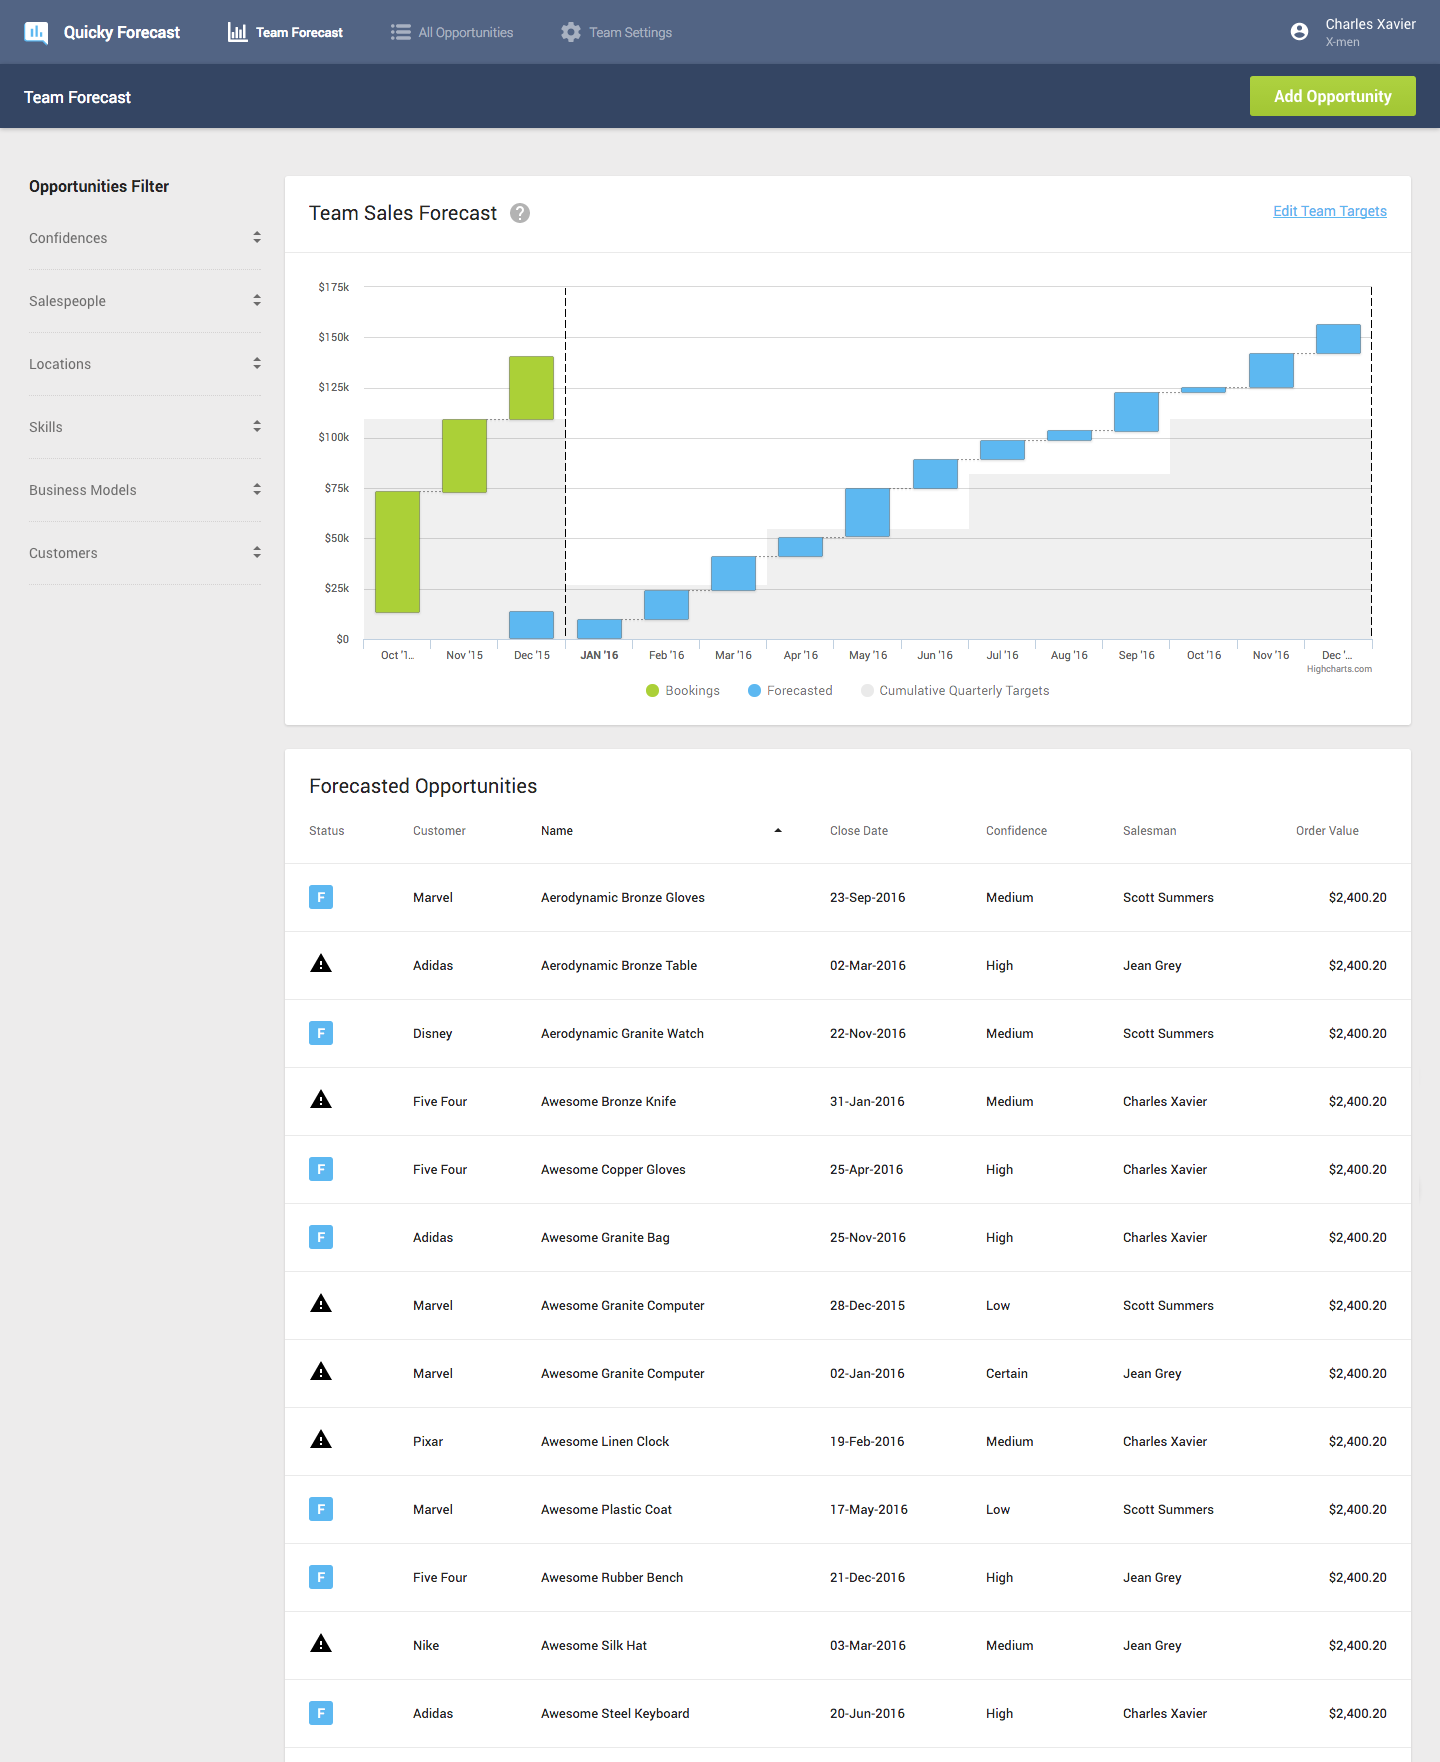 Quicky Forecast Team Forecast All Opportunities Team Settings Charles Xavier
X-men
Team Forecast Add Opportunity
Opportunities Filter
Confidences
Salespeople
Locations
Skills
Business Models
Customers
Team Sales Forecast ? Edit Team Targets
$175k
$150k
$125k
$100k
$75k
$50k
$25k
$0
Oct '1... Nov '15 Dec '15 JAN '16 Feb '16 Mar '16 Apr '16 May '16 Jun '16 Jul '16 Aug '16 Sep '16 Oct '16 Nov '16 Dec '...
Highcharts.com
Bookings Forecasted Cumulative Quarterly Targets
Forecasted Opportunities
Status Customer Name Close Date Confidence Salesman Order Value
F Marvel Aerodynamic Bronze Gloves 23-Sep-2016 Medium Scott Summers $2,400.20
Adidas Aerodynamic Bronze Table 02-Mar-2016 High Jean Grey $2,400.20
F Disney Aerodynamic Granite Watch 22-Nov-2016 Medium Scott Summers $2,400.20
Five Four Awesome Bronze Knife 31-Jan-2016 Medium Charles Xavier $2,400.20
F Five Four Awesome Copper Gloves 25-Apr-2016 High Charles Xavier $2,400.20
F Adidas Awesome Granite Bag 25-Nov-2016 High Charles Xavier $2,400.20
Marvel Awesome Granite Computer 28-Dec-2015 Low Scott Summers $2,400.20
Marvel Awesome Granite Computer 02-Jan-2016 Certain Jean Grey $2,400.20
Pixar Awesome Linen Clock 19-Feb-2016 Medium Charles Xavier $2,400.20
F Marvel Awesome Plastic Coat 17-May-2016 Low Scott Summers $2,400.20
F Five Four Awesome Rubber Bench 21-Dec-2016 High Jean Grey $2,400.20
Nike Awesome Silk Hat 03-Mar-2016 Medium Jean Grey $2,400.20
F Adidas Awesome Steel Keyboard 20-Jun-2016 High Charles Xavier $2,400.20